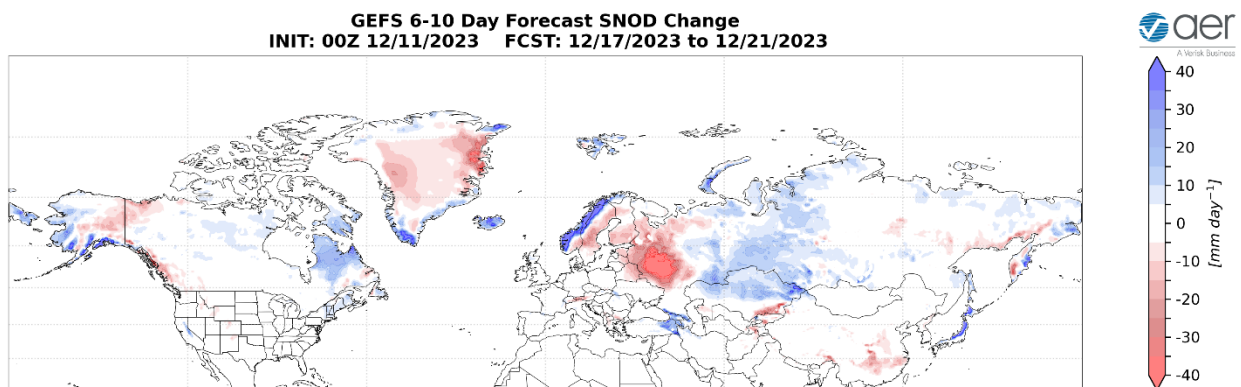 GEFS 6-10 Day Forecast SNOD Change
INIT: 00Z 12/11/2023 FCST: 12/17/2023 to 12/21/2023
aer
A Verisk Business
40
30
20
10
0
-10
-20
-30
-40
[mm day⁻¹]